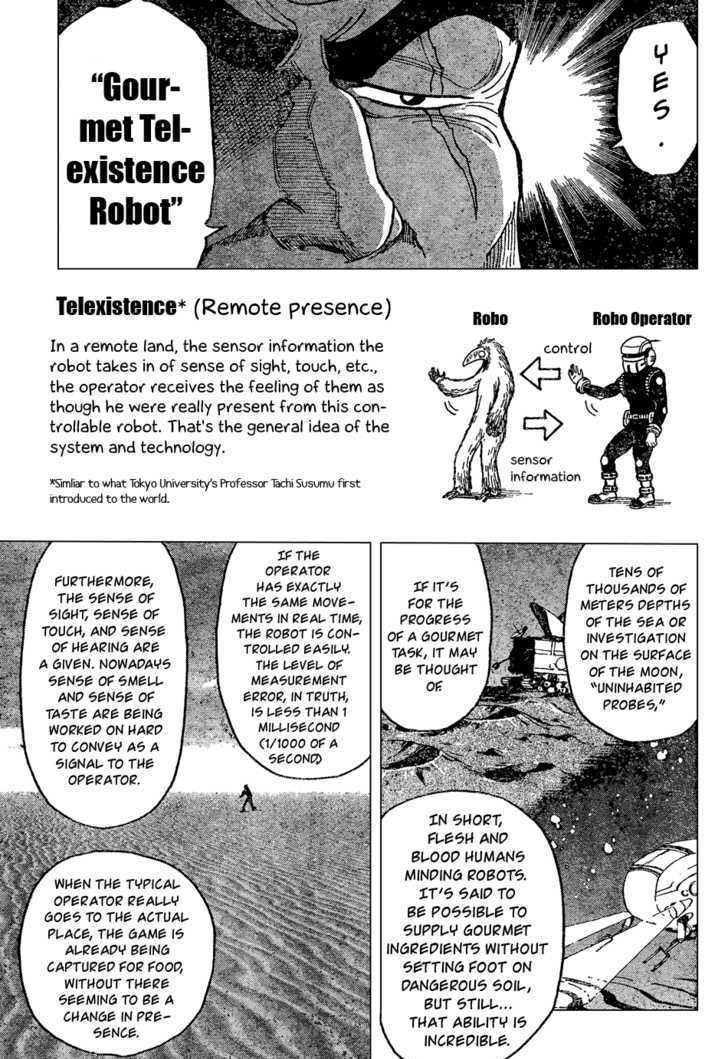 YES.
"Gour-
met Tel-
existence
Robot"
Telexistence* (Remote presence)
In a remote land, the sensor information the
robot takes in of sense of sight, touch, etc.,
the operator receives the feeling of them as
though he were really present from this con-
trollable robot. That's the general idea of the
system and technology.
*Simliar to what Tokyo University's Professor Tachi Susumu first
introduced to the world.
Robo
Robo Operator
control
sensor
information
TENS OF
THOUSANDS OF
METERS DEPTHS
OF THE SEA OR
INVESTIGATION
ON THE SURFACE
OF THE MOON,
"UNINHABITED
PROBES,"
IF IT'S
FOR THE
PROGRESS
OF A GOURMET
TASK, IT MAY
BE THOUGHT
OF.
IN SHORT,
FLESH AND
BLOOD HUMANS
MINDING ROBOTS.
IT'S SAID TO
BE POSSIBLE TO
SUPPLY GOURMET
INGREDIENTS WITHOUT
SETTING FOOT ON
DANGEROUS SOIL,
BUT STILL...
THAT ABILITY IS
INCREDIBLE.
IF THE
OPERATOR
HAS EXACTLY
THE SAME MOVE-
MENTS IN REAL TIME,
THE ROBOT IS CON-
TROLLED EASILY.
THE LEVEL OF
MEASUREMENT
ERROR, IN TRUTH,
IS LESS THAN 1
MILLISECOND
(1/1000 OF A
SECOND)
FURTHERMORE,
THE SENSE OF
SIGHT, SENSE OF
TOUCH, AND SENSE
OF HEARING ARE
A GIVEN. NOWADAYS
SENSE OF SMELL
AND SENSE OF
TASTE ARE BEING
WORKED ON HARD
TO CONVEY AS A
SIGNAL TO THE
OPERATOR.
WHEN THE TYPICAL
OPERATOR REALLY
GOES TO THE ACTUAL
PLACE, THE GAME IS
ALREADY BEING
CAPTURED FOR FOOD,
WITHOUT THERE
SEEMING TO BE A
CHANGE IN PRE-
SENCE.